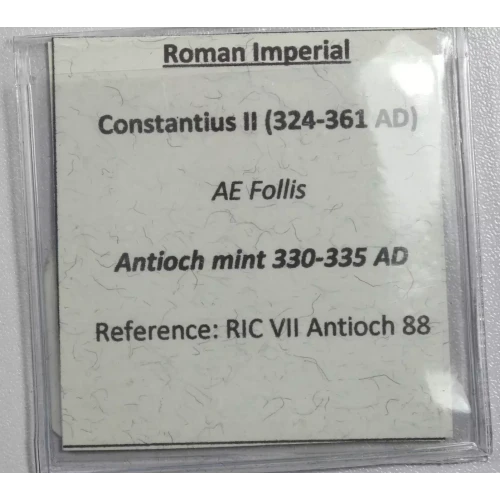 Roman Imperial
Constantius II (324-361 AD)
AE Follis
Antioch mint 330-335 AD
Reference: RIC VII Antioch 88